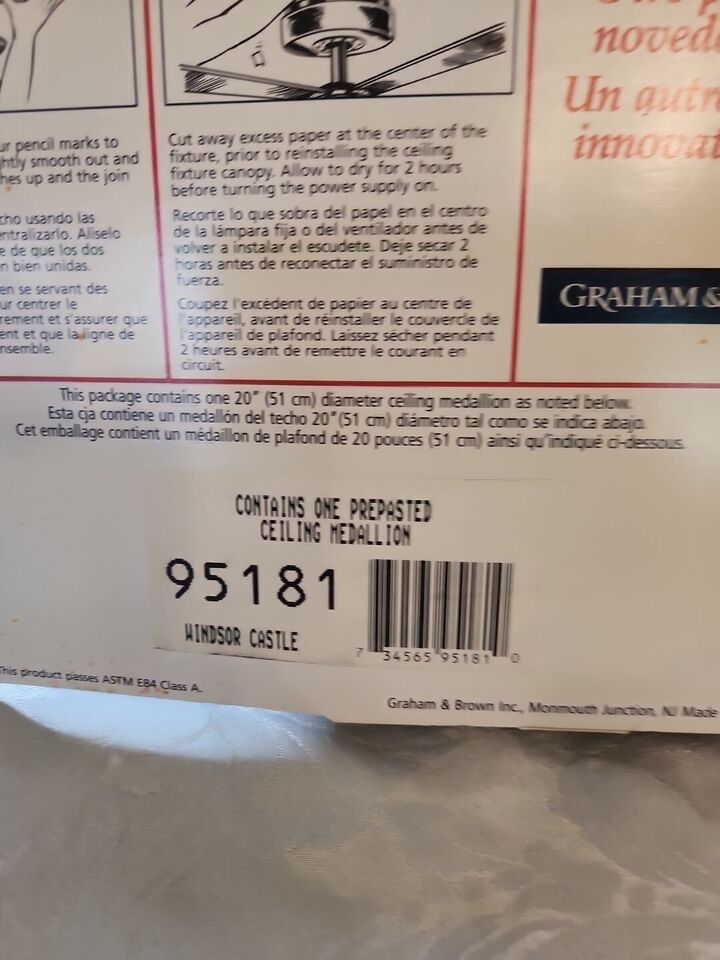 ur pencil marks to
htly smooth out and
hes up and the join
cho usando las
entralizarlo. Aliselo
e de que los dos
n bien unidas.
en se servant des
ur centrer le
rement et s'assurer que
ent et que la ligne de
nsemble.
Cut away excess paper at the center of the
fixture, prior to reinstalling the ceiling
fixture canopy. Allow to dry for 2 hours
before turning the power supply on.
Recorte lo que sobra del papel en el centro
de la lámpara fija o del ventilador antes de
volver a instalar el escudete. Deje secar 2
horas antes de reconectar el suministro de
fuerza.
Coupez l'excédent de papier au centre de
l'appareil, avant de réinstaller le couvercle de
l'appareil de plafond. Laissez sécher pendant
2 heures avant de remettre le courant en
circuit.
noveda
Un autr
innovat
GRAHAM &
This package contains one 20" (51 cm) diameter ceiling medallion as noted below.
Esta cja contiene un medallón del techo 20" (51 cm) diámetro tal como se indica abajo.
Cet emballage contient un médaillon de plafond de 20 pouces (51 cm) ainsi qu'indiqué ci-dessous.
CONTAINS ONE PREPASTED
CEILING MEDALLION
95181
WINDSOR CASTLE
7 34565 95181 0
This product passes ASTM E84 Class A.
Graham & Brown Inc., Monmouth Junction, NJ Made